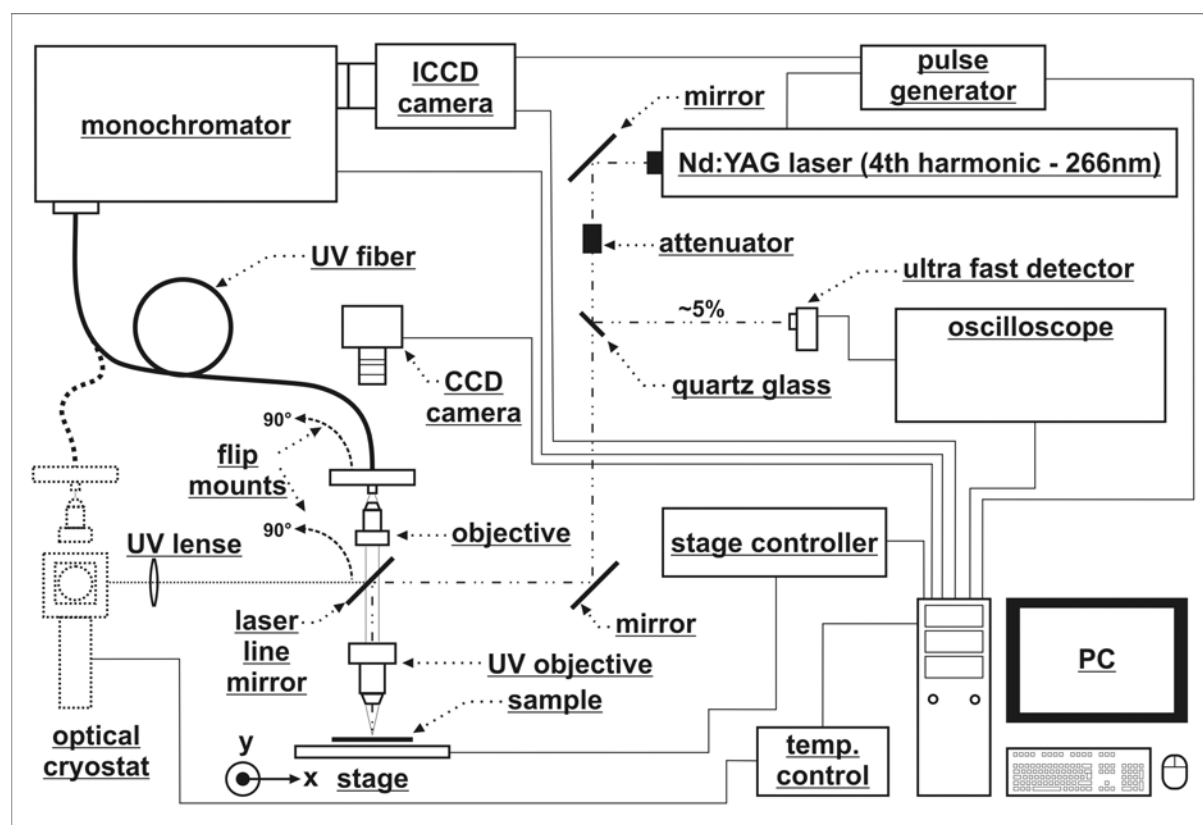 ICCD
camera
pulse
generator
monochromator
mirror
Nd:YAG laser (4th harmonic - 266nm)
attenuator
UV fiber
ultra fast detector
~5%
oscilloscope
quartz glass
CCD
camera
90°
flip
mounts
90°
objective
UV lense
stage controller
laser
line
mirror
mirror
UV objective
PC
sample
optical
cryostat
y
x
stage
temp.
control